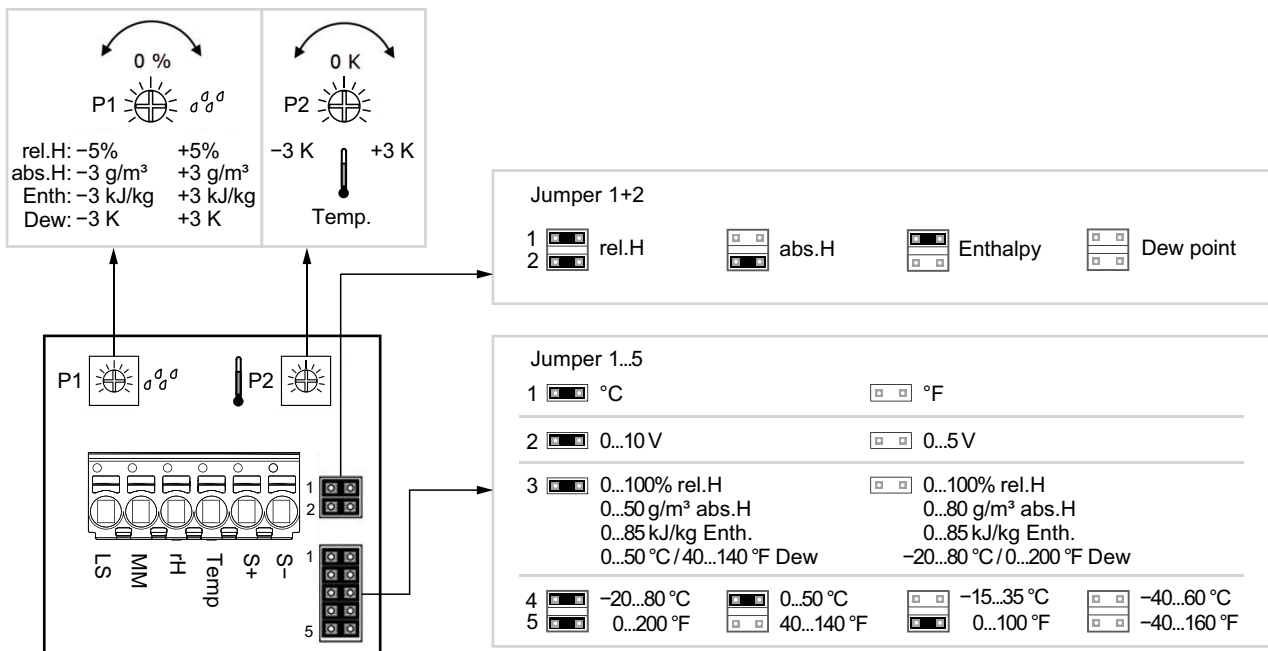 0 %
P1
rel.H: −5% +5%
abs.H: −3 g/m³ +3 g/m³
Enth: −3 kJ/kg +3 kJ/kg
Dew: −3 K +3 K
0 K
P2
−3 K +3 K
Temp.
Jumper 1+2
1
2
rel.H
abs.H
Enthalpy
Dew point
P1
P2
1
2
1
5
LS
MM
rH
Temp
S+
S−
Jumper 1...5
1 °C °F
2 0...10 V 0...5 V
3 0...100% rel.H 0...100% rel.H
0...50 g/m³ abs.H 0...80 g/m³ abs.H
0...85 kJ/kg Enth. 0...85 kJ/kg Enth.
0...50 °C / 40...140 °F Dew −20...80 °C / 0...200 °F Dew
4 −20...80 °C 0...50 °C −15...35 °C −40...60 °C
5 0...200 °F 40...140 °F 0...100 °F −40...160 °F